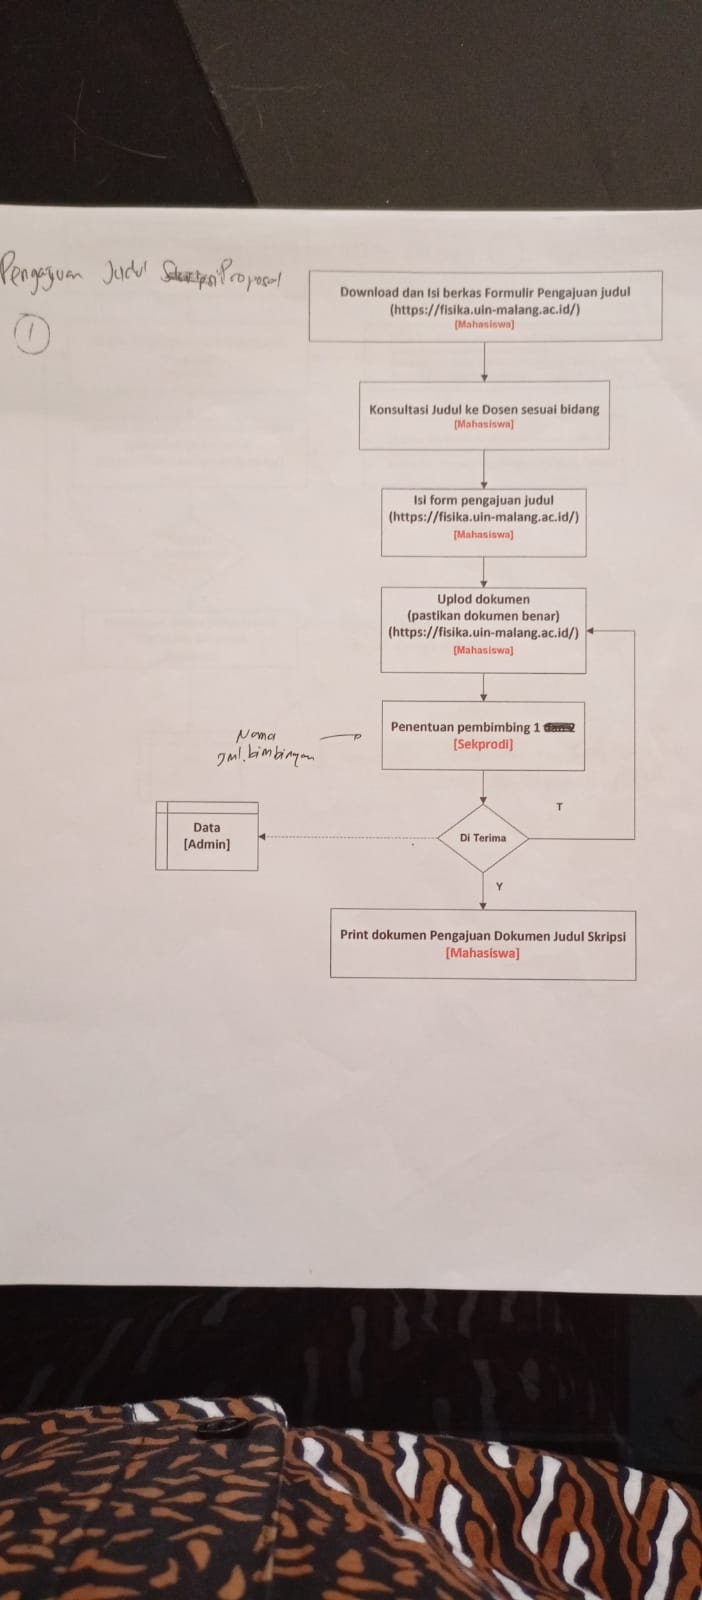 Pengajuan Judul Proposal
1
Download dan Isi berkas Formulir Pengajuan judul
(https://fisika.uin-malang.ac.id/)
[Mahasiswa]
Konsultasi Judul ke Dosen sesuai bidang
[Mahasiswa]
Isi form pengajuan judul
(https://fisika.uin-malang.ac.id/)
[Mahasiswa]
Uplod dokumen
(pastikan dokumen benar)
(https://fisika.uin-malang.ac.id/)
[Mahasiswa]
Penentuan pembimbing 1
[Sekprodi]
Nama
Jml. bimbingan
T
Di Terima
Data
[Admin]
Y
Print dokumen Pengajuan Dokumen Judul Skripsi
[Mahasiswa]